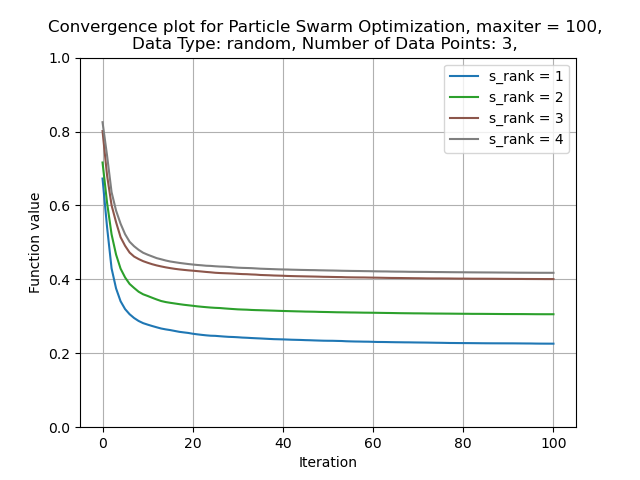 Convergence plot for Particle Swarm Optimization, maxiter = 100,
Data Type: random, Number of Data Points: 3,
1.0
0.8
0.6
0.4
0.2
0.0
Function value
s_rank = 1
s_rank = 2
s_rank = 3
s_rank = 4
0 20 40 60 80 100
Iteration